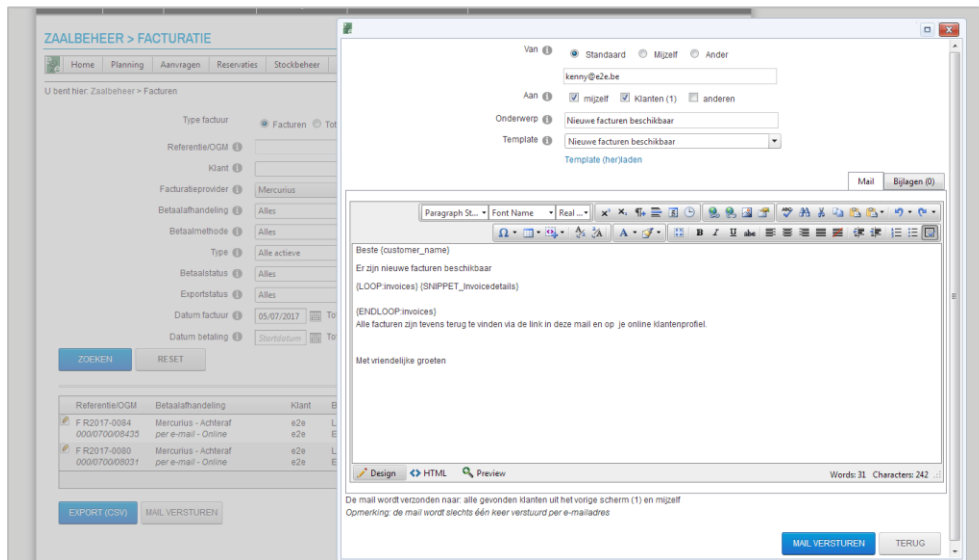 ZAALBEHEER > FACTURATIE
Home Planning Aanvragen Reservaties Stockbeheer
U bent hier: Zaalbeheer > Facturen
Type factuur Facturen Tot
Referentie/OGM
Klant
Facturatieprovider Mercurius
Betaalafhandeling Alles
Betaalmethode Alles
Type Alle actieve
Betaalstatus Alles
Exportstatus Alles
Datum factuur 05/07/2017 To
Datum betaling Startdatum To
ZOEKEN RESET
Referentie/OGM Betaalafhandeling Klant B
F R2017-0084 Mercurius - Achteraf e2e L
000/0700/08435 per e-mail - Online e2e E
F R2017-0080 Mercurius - Achteraf e2e L
000/0700/08031 per e-mail - Online e2e E
EXPORT (CSV) MAIL VERSTUREN
Van Standaard Mijzelf Ander
kenny@e2e.be
Aan mijzelf Klanten (1) anderen
Onderwerp Nieuwe facturen beschikbaar
Template Nieuwe facturen beschikbaar
Template (her)laden
Mail Bijlagen (0)
Paragraph St... Font Name Real ...
Beste {customer_name}
Er zijn nieuwe facturen beschikbaar
{LOOP:invoices} {SNIPPET_Invoicedetails}
{ENDLOOP:invoices}
Alle facturen zijn tevens terug te vinden via de link in deze mail en op je online klantenprofiel.
Met vriendelijke groeten
Design HTML Preview Words: 31 Characters: 242
De mail wordt verzonden naar: alle gevonden klanten uit het vorige scherm (1) en mijzelf
Opmerking: de mail wordt slechts één keer verstuurd per e-mailadres
MAIL VERSTUREN TERUG